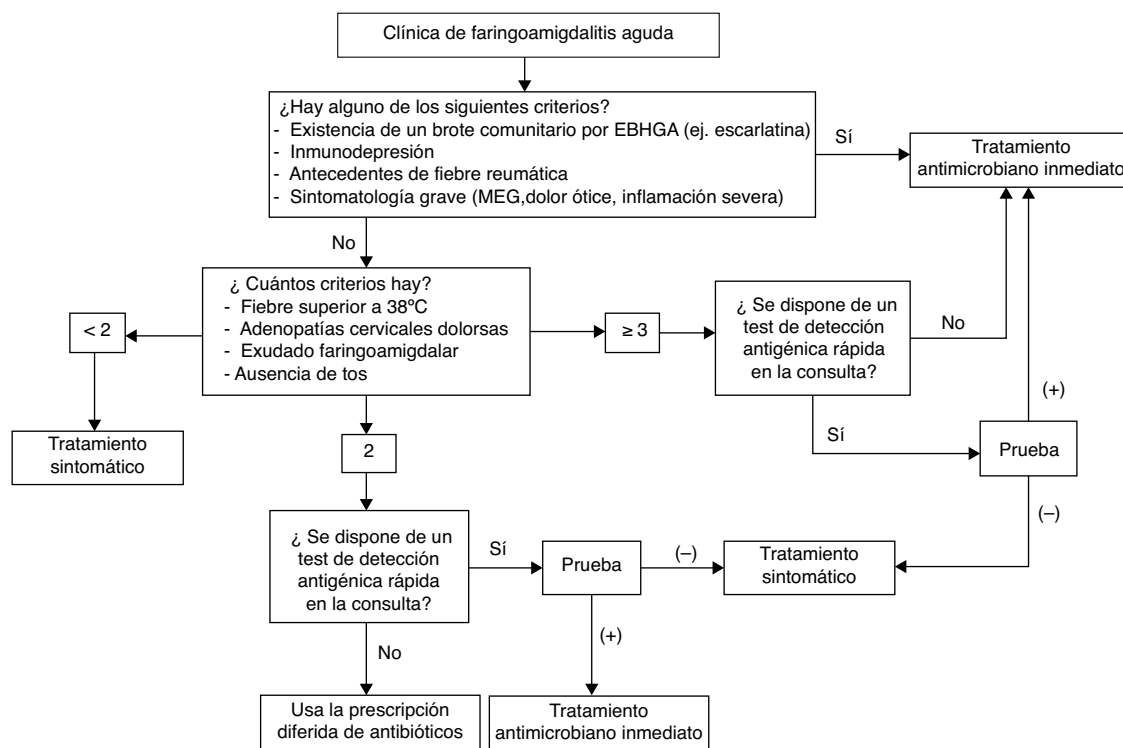 Clínica de faringoamigdalitis aguda
¿Hay alguno de los siguientes criterios?
- Existencia de un brote comunitario por EBHGA (ej. escarlatina)
- Inmunodepresión
- Antecedentes de fiebre reumática
- Sintomatología grave (MEG,dolor ótice, inflamación severa)
Sí
Tratamiento
antimicrobiano inmediato
No
¿ Cuántos criterios hay?
- Fiebre superior a 38ºC
- Adenopatías cervicales dolorsas
- Exudado faringoamigdalar
- Ausencia de tos
< 2
Tratamiento
sintomático
≥ 3
¿ Se dispone de un
test de detección
antigénica rápida
en la consulta?
No
Sí
Prueba
(+)
(–)
2
¿ Se dispone de un
test de detección
antigénica rápida
en la consulta?
Sí
Prueba
(–)
Tratamiento
sintomático
(+)
No
Usa la prescripción
diferida de antibióticos
Tratamiento
antimicrobiano inmediato